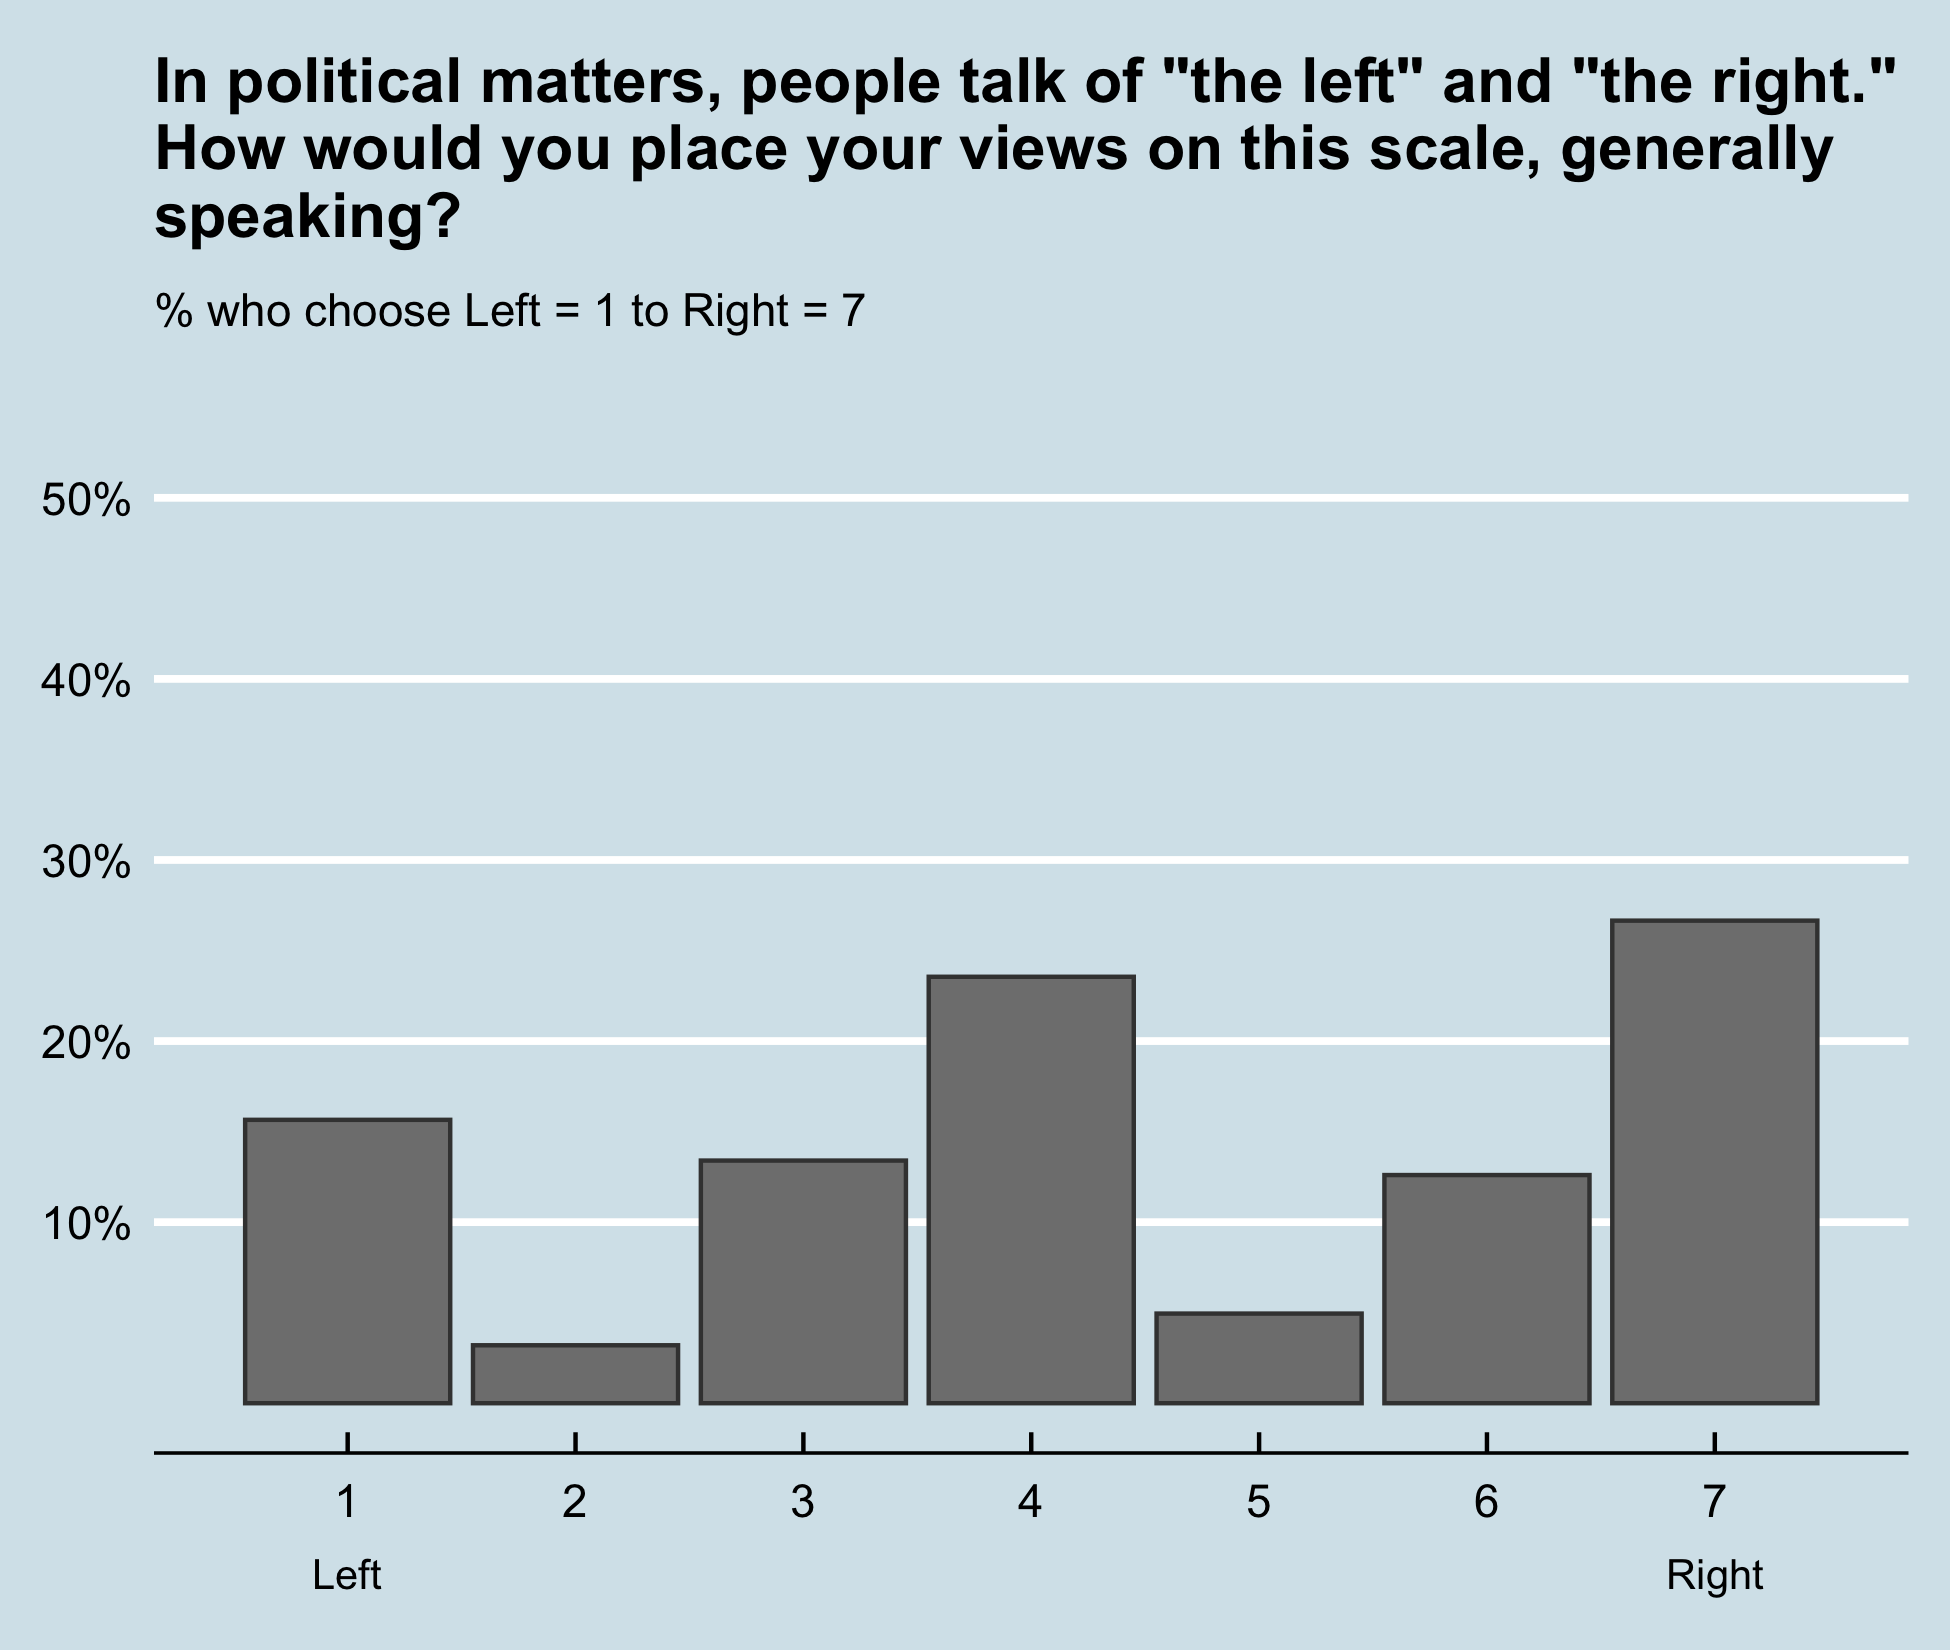 In political matters, people talk of "the left" and "the right."
How would you place your views on this scale, generally
speaking?
% who choose Left = 1 to Right = 7
50%
40%
30%
20%
10%
1 2 3 4 5 6 7
Left Right